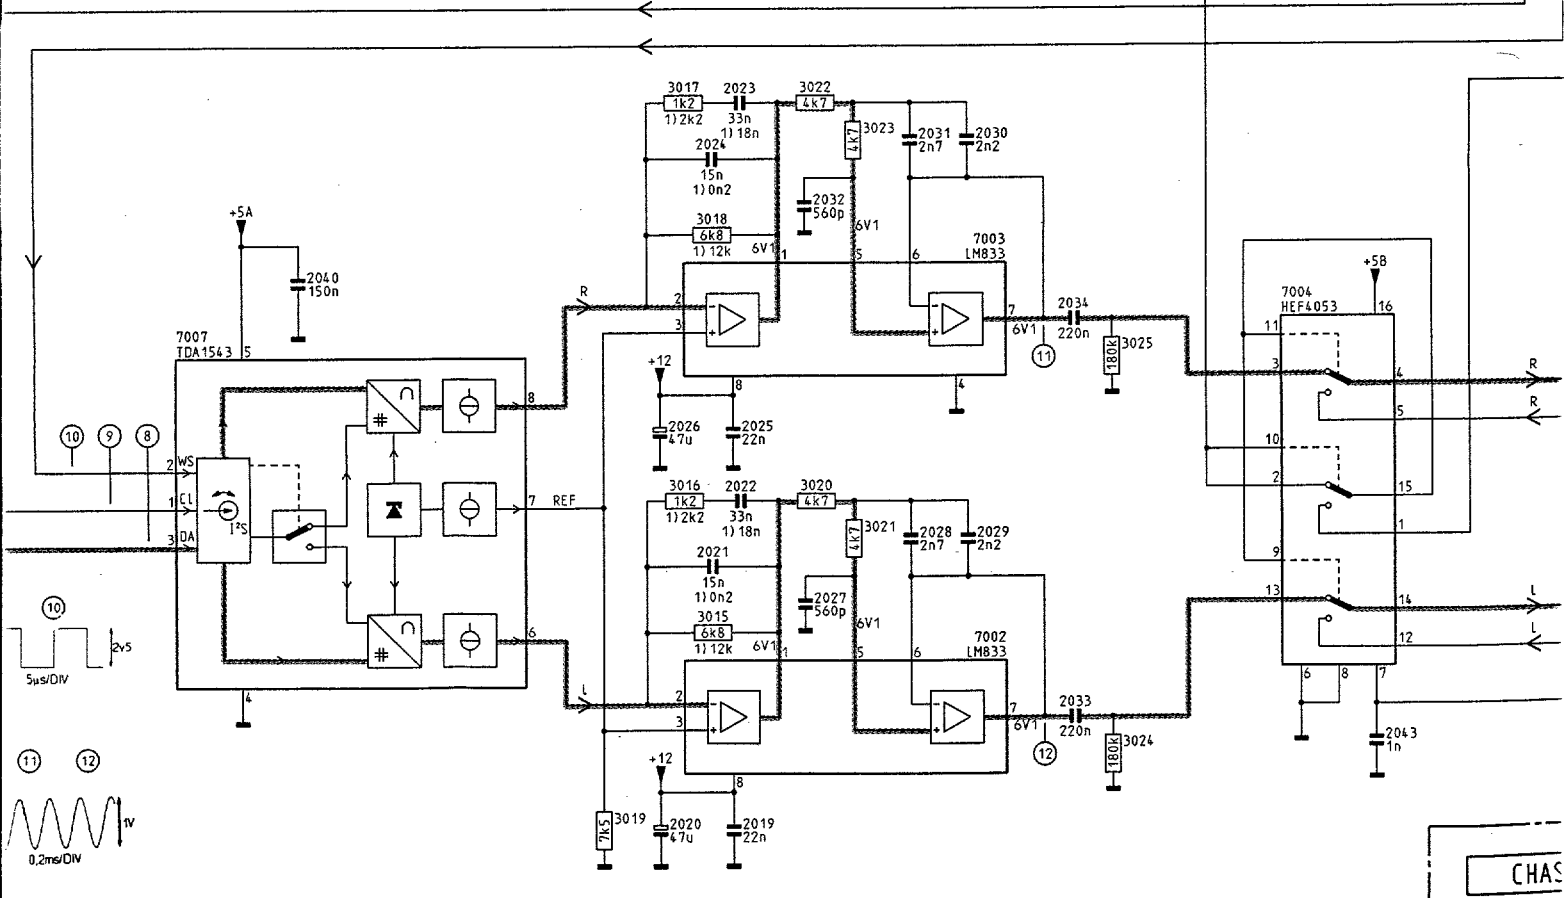 3017
1k2
1)2k2
2023
33n
1)18n
3022
4k7
3023
4k7
2031
2n7
2030
2n2
2024
15n
1)0n2
2032
560p
3018
6k8
1)12k
6V1
6V1
1
5
6
7003
LM833
+5A
2040
150n
7007
TDA1543
5
R
2
-
3
+
-
+
7
6V1
2034
220n
11
3025
180k
+12
8
4
2026
47u
2025
22n
+5B
7004
HEF4053
16
11
3
4
R
5
R
10
2
15
1
9
13
14
l
12
l
6
8
7
2043
1n
8
10
9
8
2
WS
1
CL
3
DA
I²S
#
7
REF
#
6
4
10
2v5
5µs/DIV
11
12
1V
0,2ms/DIV
3016
1k2
1)2k2
2022
33n
1)18n
3020
4k7
3021
4k7
2028
2n7
2029
2n2
2021
15n
1)0n2
2027
560p
3015
6k8
1)12k
6V1
6V1
1
5
6
7002
LM833
l
2
-
3
+
-
+
7
6V1
2033
220n
12
3024
180k
+12
8
3019
7k5
2020
47u
2019
22n
CHAS